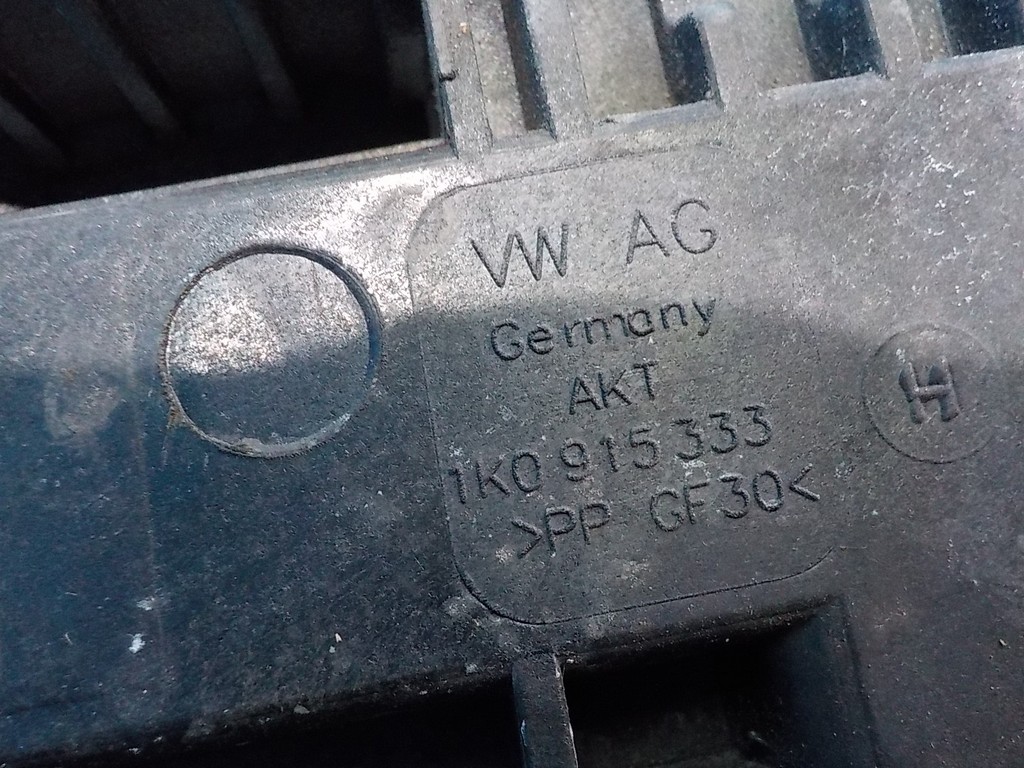 VW AG
Germany
AKT
1K0 915 333
>PP GF30<
H